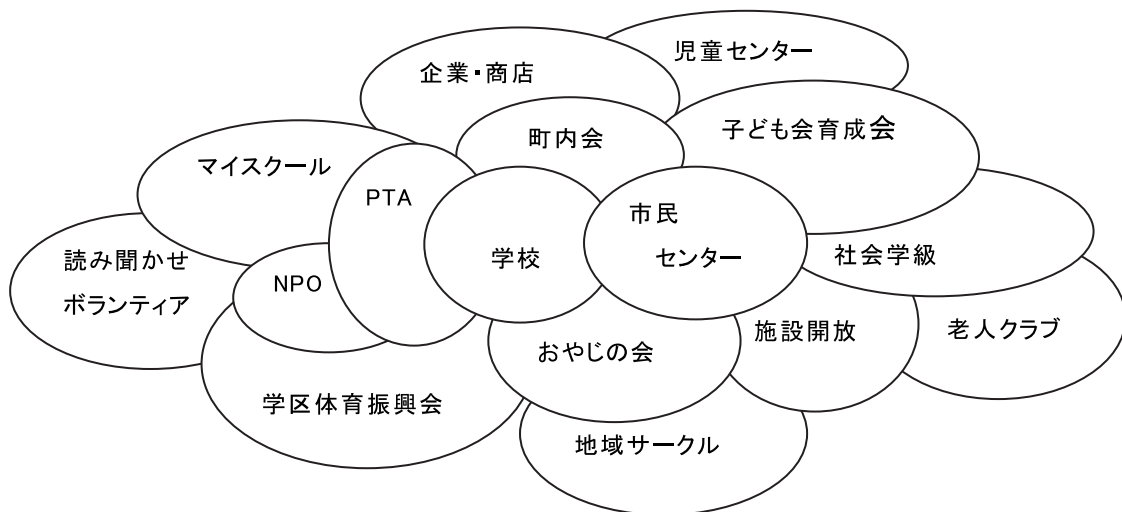 児童センター
企業・商店
子ども会育成会
町内会
マイスクール
PTA
市民
センター
学校
社会学級
読み聞かせ
ボランティア
NPO
施設開放
老人クラブ
おやじの会
学区体育振興会
地域サークル